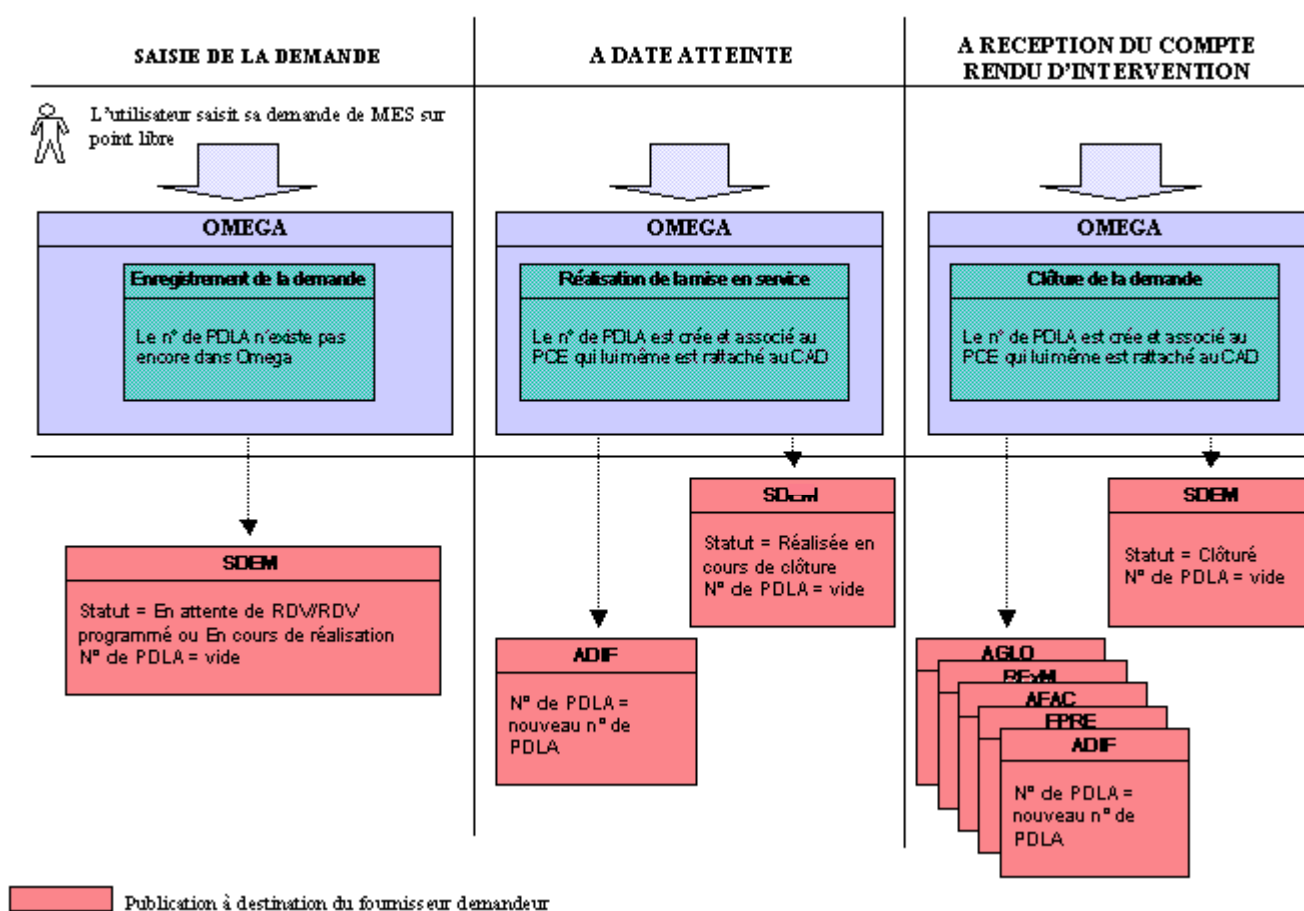 SAISIE DE LA DEMANDE
A DATE ATTEINTE
A RECEPTION DU COMPTE
RENDU D'INTERVENTION
L'utilisateur saisit sa demande de MES sur
point libre
OMEGA
Enregistrement de la demande
Le n° de PDLA n'existe pas
encore dans Omega
OMEGA
Réalisation de la mise en service
Le n° de PDLA est crée et associé au
PCE qui lui même est rattaché au CAD
OMEGA
Clôture de la demande
Le n° de PDLA est crée et associé au
PCE qui lui même est rattaché au CAD
SDEM
Statut = En attente de RDV/RDV
programmé ou En cours de réalisation
N° de PDLA = vide
Statut = Réalisée en
cours de clôture
N° de PDLA = vide
ADIF
N° de PDLA =
nouveau n° de
PDLA
SDEM
Statut = Clôturé
N° de PDLA = vide
AGLO
AFAC
FPRE
ADIF
N° de PDLA =
nouveau n° de
PDLA
Publication à destination du fournisseur demandeur